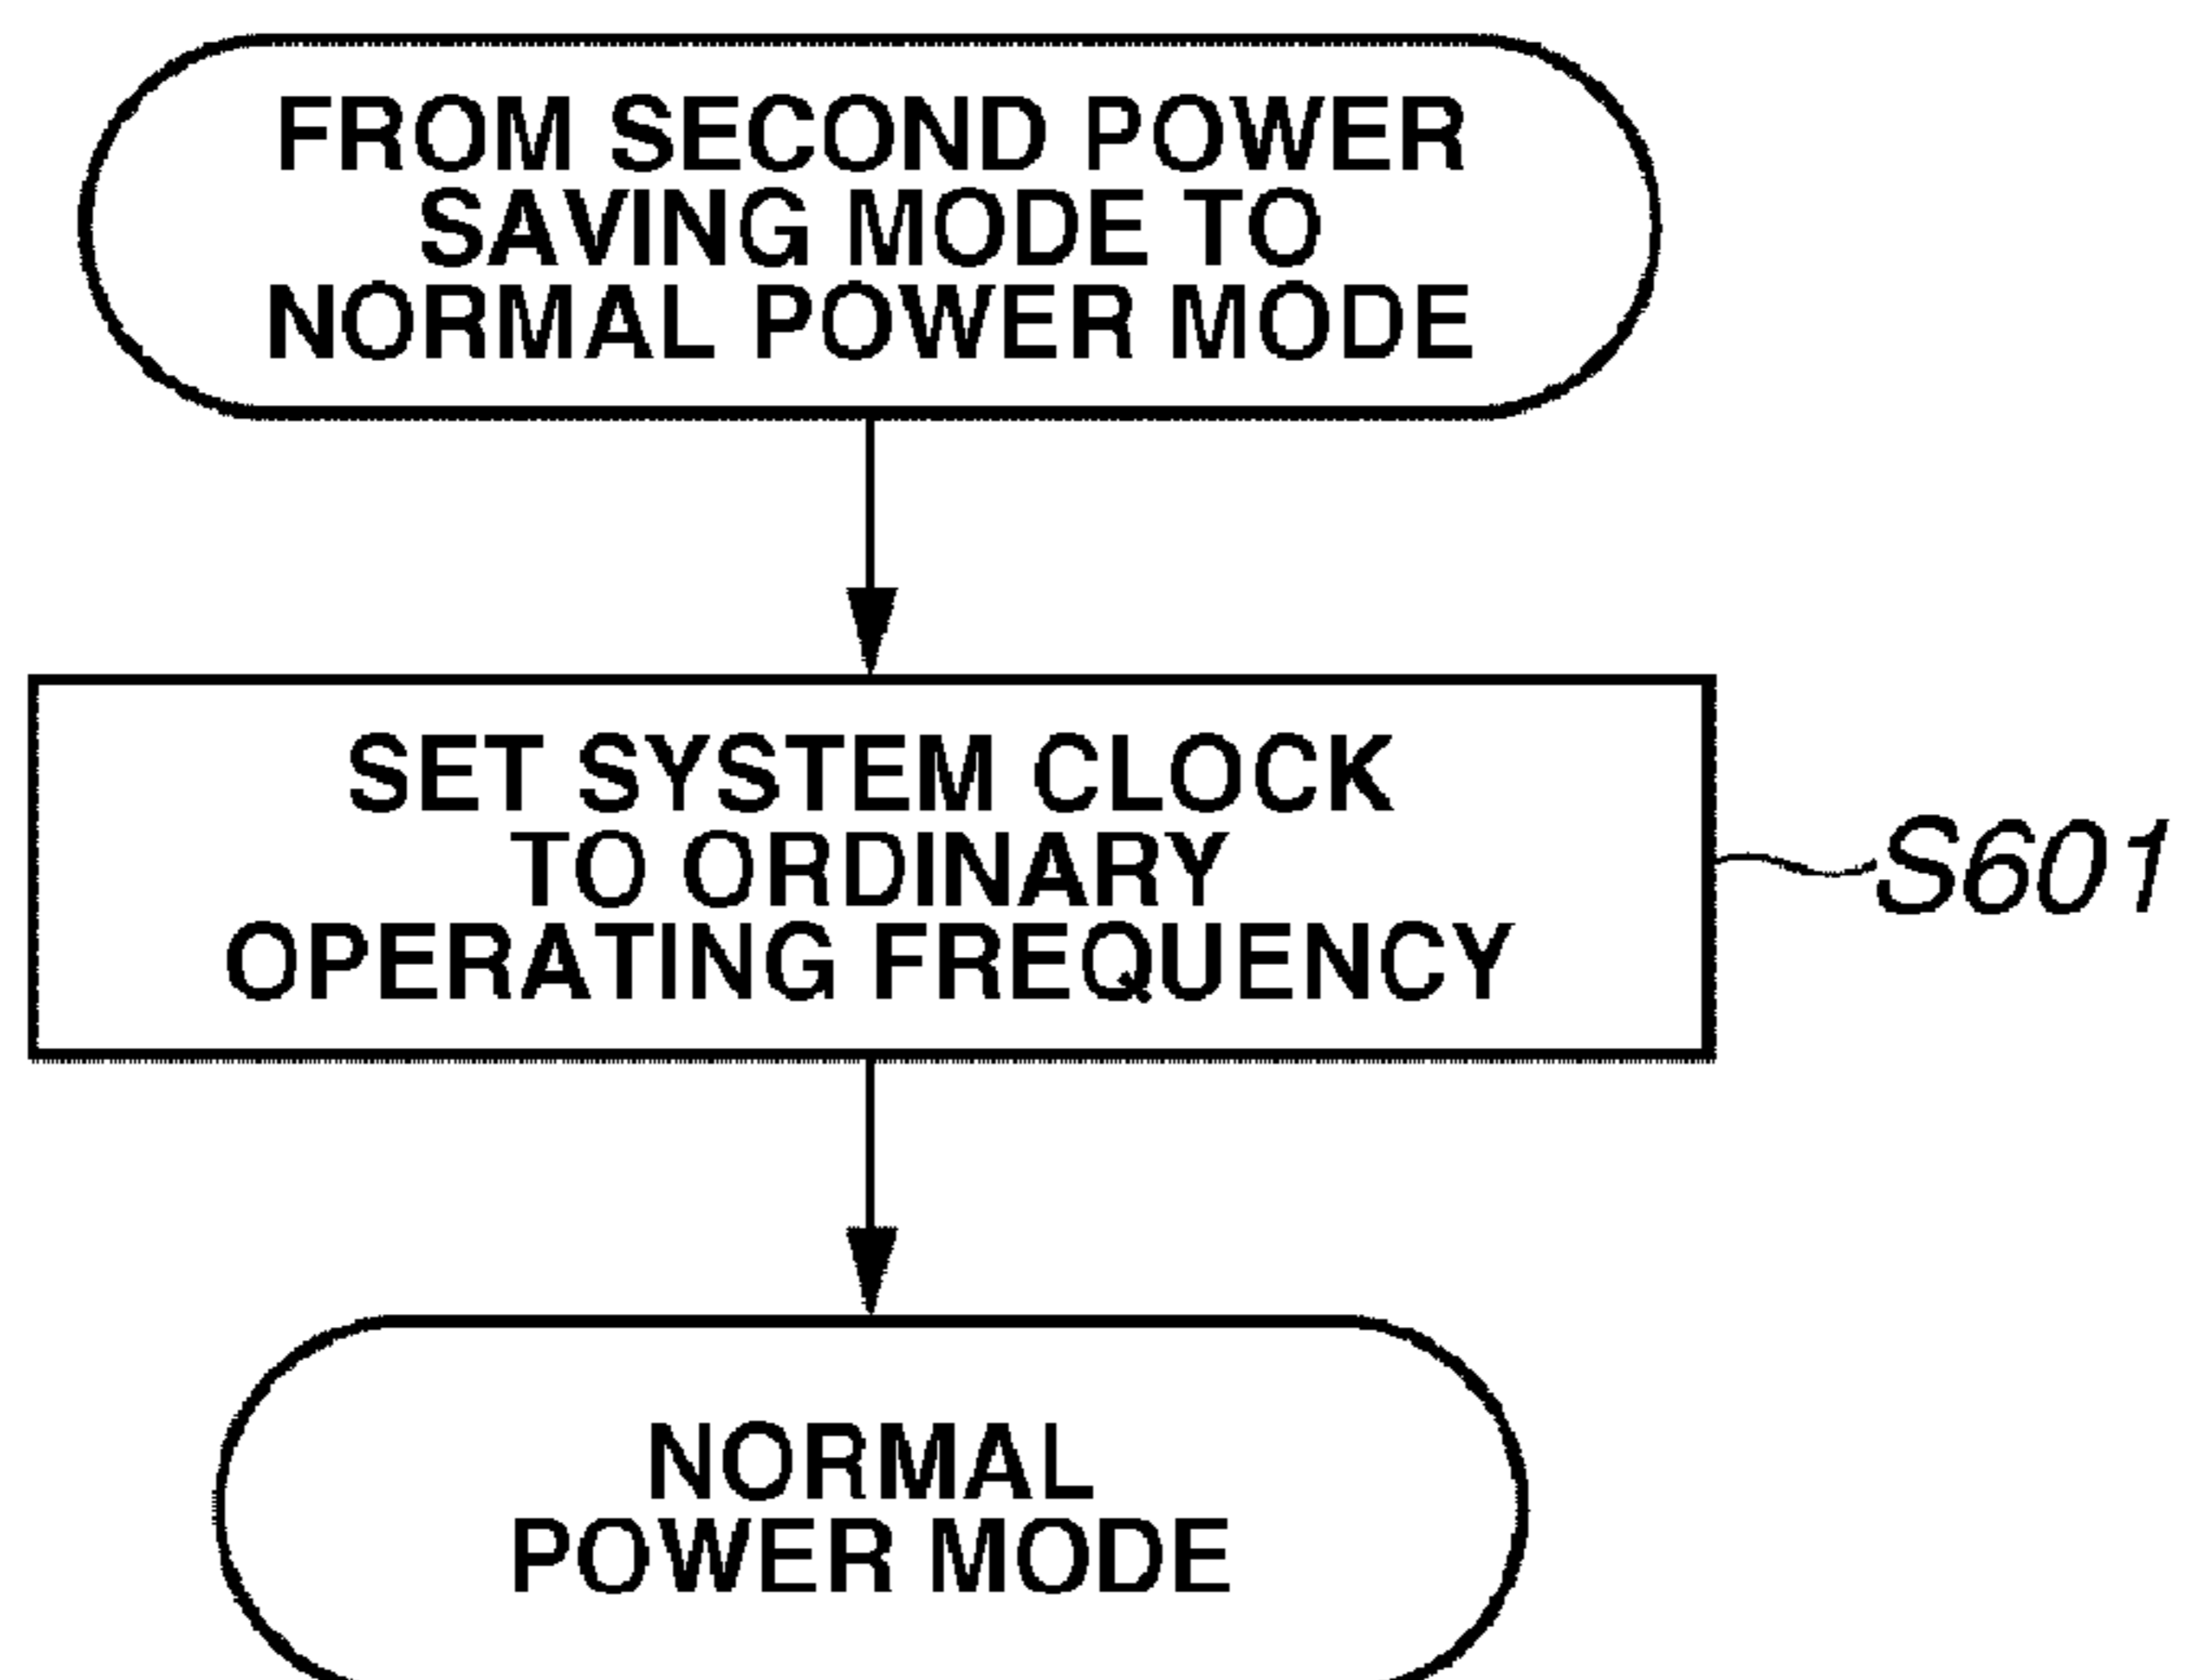 FROM SECOND POWER
SAVING MODE TO
NORMAL POWER MODE
SET SYSTEM CLOCK
TO ORDINARY
OPERATING FREQUENCY
S601
NORMAL
POWER MODE